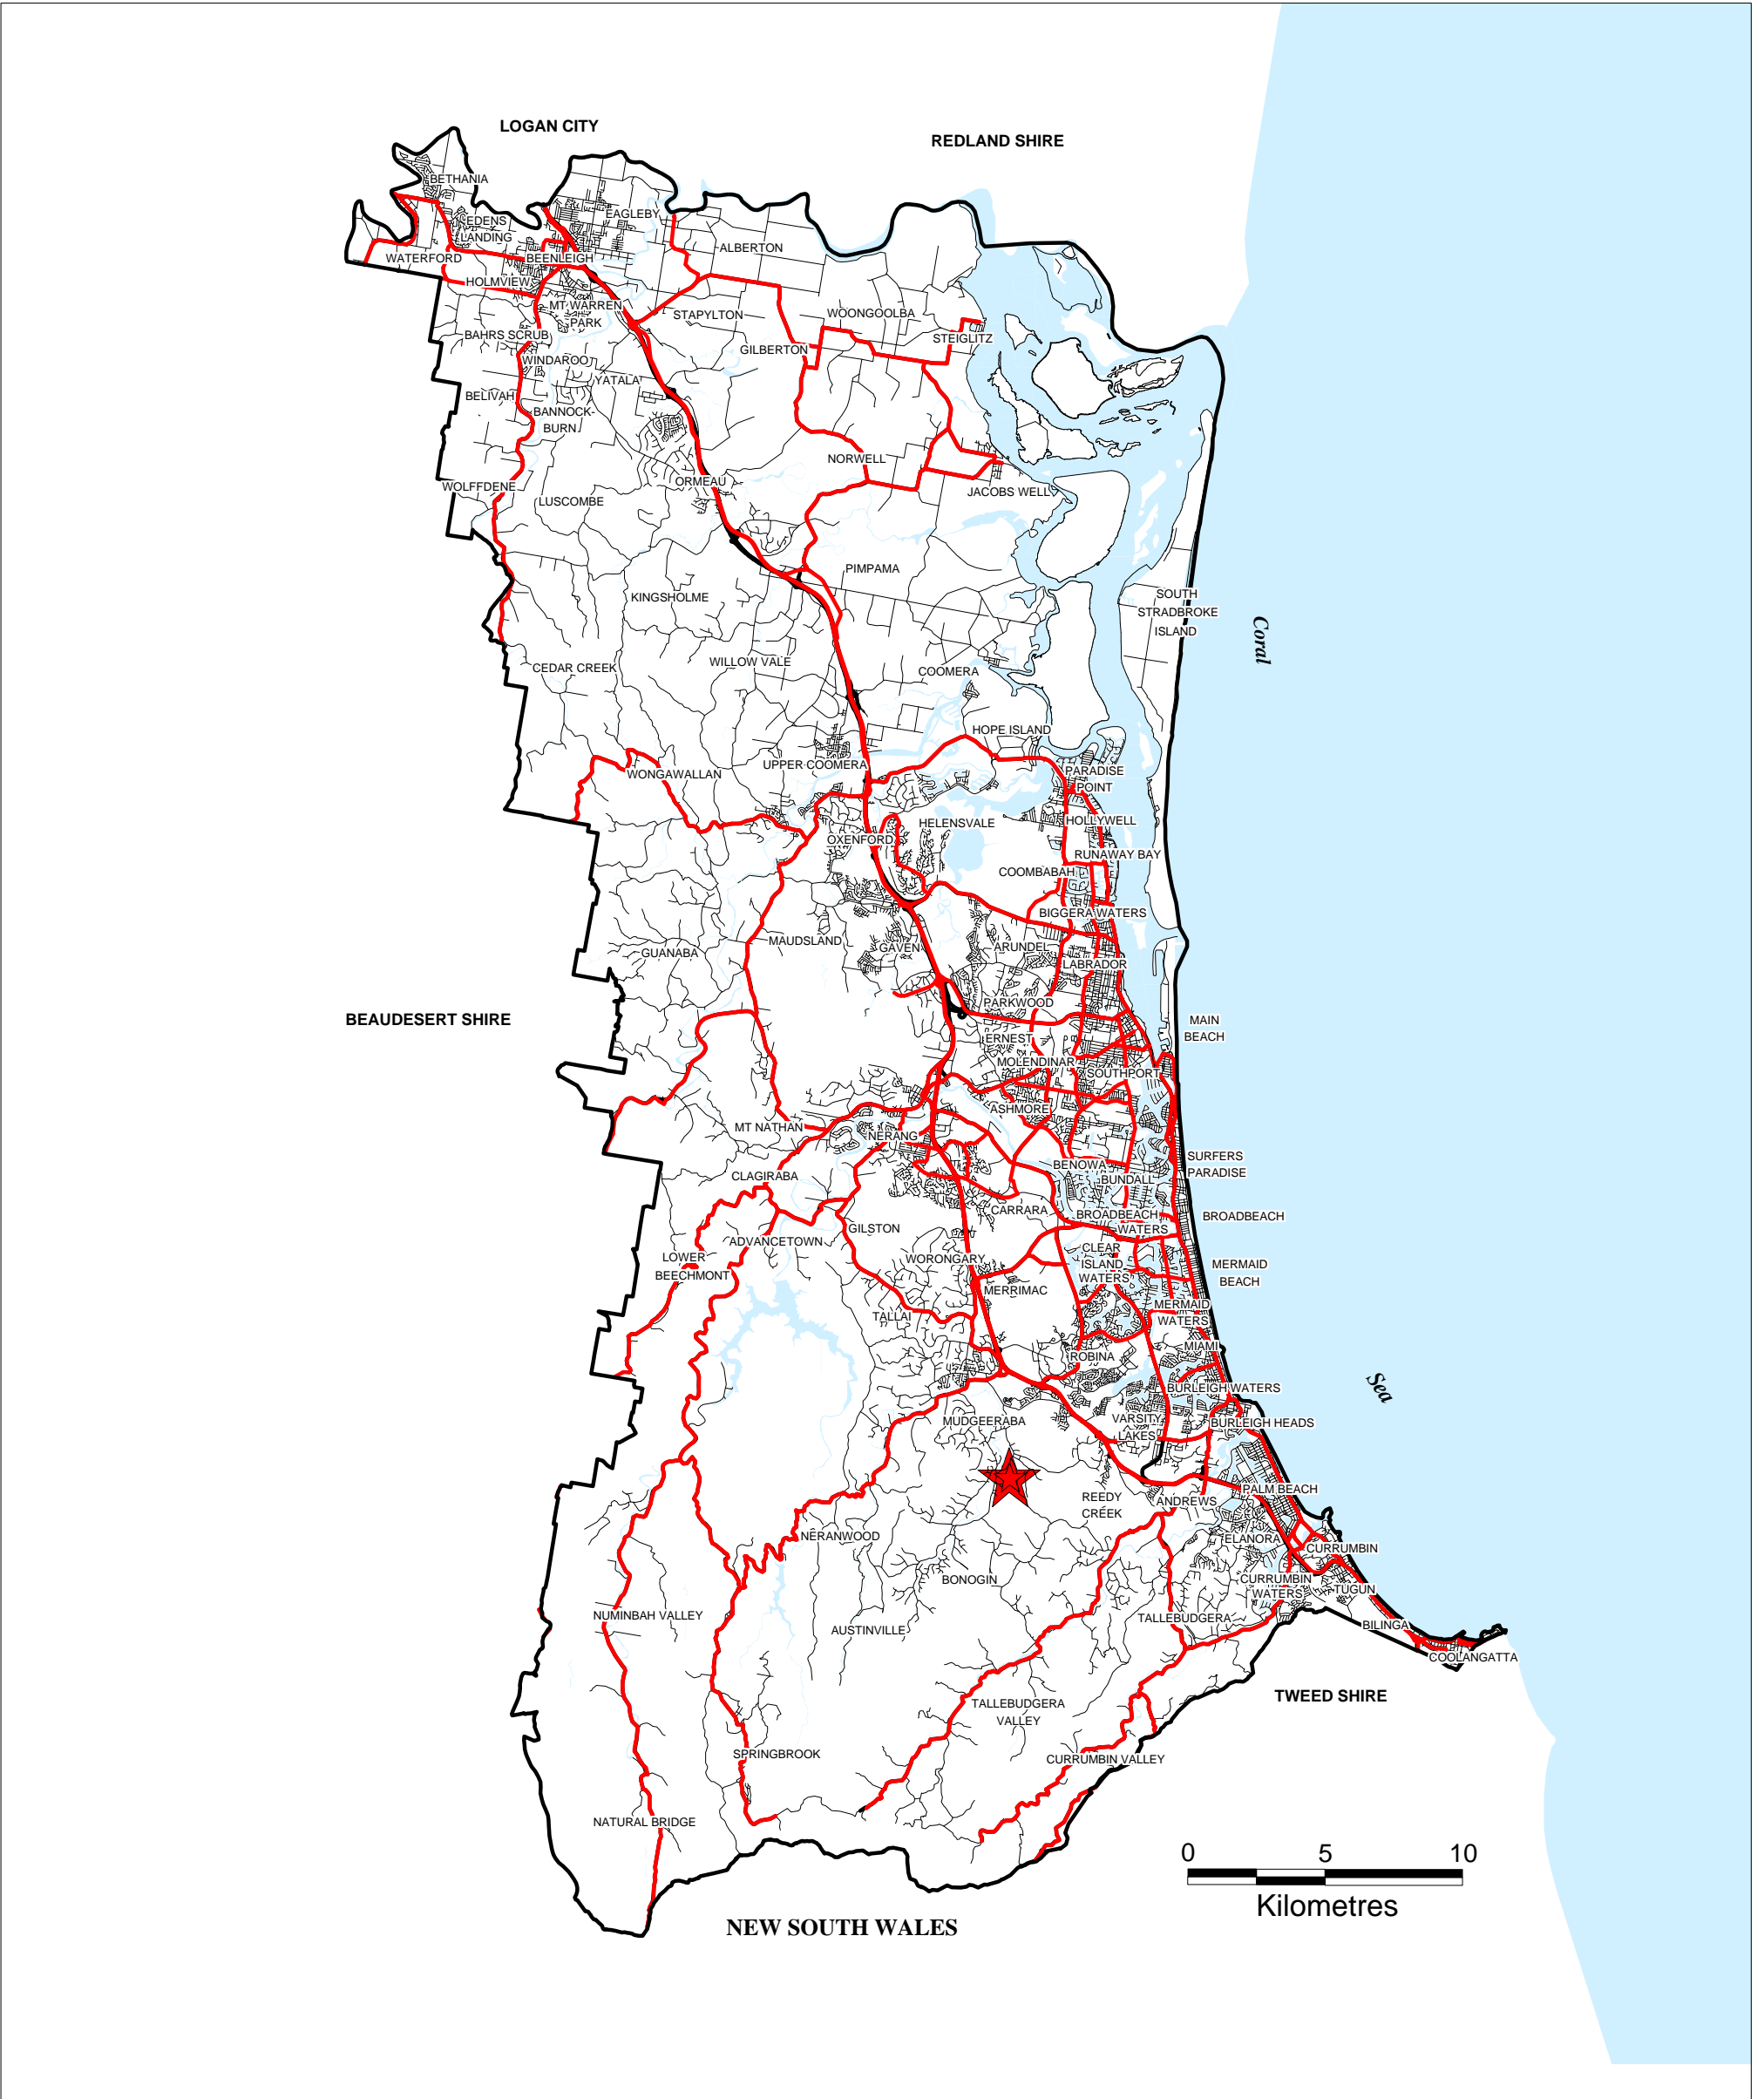 LOGAN CITY
REDLAND SHIRE
BETHANIA
EDENS
LANDING
EAGLEBY
ALBERTON
WATERFORD
BEENLEIGH
HOLMVIEW
MT WARREN
PARK
STAPYLTON
WOONGOOLBA
BAHRS SCRUB
STEIGLITZ
GILBERTON
WINDAROO
YATALA
BELIVAH
BANNOCK-
BURN
NORWELL
WOLFFDENE
ORMEAU
LUSCOMBE
JACOBS WELL
PIMPAMA
KINGSHOLME
SOUTH
STRADBROKE
ISLAND
Coral
CEDAR CREEK
WILLOW VALE
COOMERA
HOPE ISLAND
UPPER COOMERA
WONGAWALLAN
PARADISE
POINT
HELENSVALE
HOLLYWELL
OXENFORD
RUNAWAY BAY
COOMBABAH
BIGGERA WATERS
MAUDSLAND
GAVEN
ARUNDEL
GUANABA
LABRADOR
PARKWOOD
BEAUDESERT SHIRE
MAIN
BEACH
ERNEST
MOLENDINAR
SOUTHPORT
ASHMORE
MT NATHAN
NERANG
SURFERS
PARADISE
BENOWA
CLAGIRABA
BUNDALL
CARRARA
BROADBEACH
WATERS
BROADBEACH
GILSTON
ADVANCETOWN
LOWER
BEECHMONT
WORONGARY
CLEAR
ISLAND
WATERS
MERMAID
BEACH
MERRIMAC
MERMAID
WATERS
TALLAI
MIAMI
ROBINA
BURLEIGH WATERS
Sea
MUDGEERABA
VARSITY
LAKES
BURLEIGH HEADS
REEDY
CREEK
ANDREWS
PALM BEACH
NERANWOOD
ELANORA
CURRUMBIN
BONOGIN
CURRUMBIN
WATERS
TUGUN
NUMINBAH VALLEY
TALLEBUDGERA
AUSTINVILLE
BILINGA
COOLANGATTA
TWEED SHIRE
TALLEBUDGERA
VALLEY
SPRINGBROOK
CURRUMBIN VALLEY
NATURAL BRIDGE
0 5 10
Kilometres
NEW SOUTH WALES